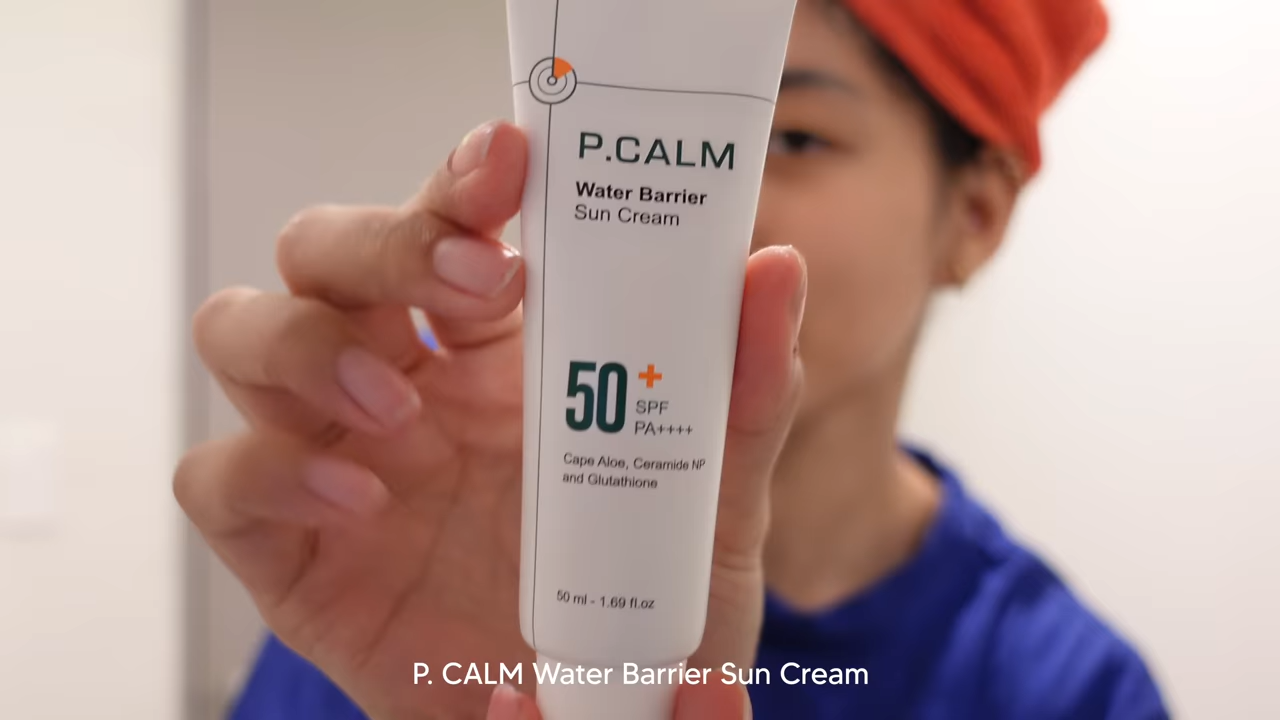 P.CALM
Water Barrier
Sun Cream
50+
SPF
PA++++
Cape Aloe, Ceramide NP
and Glutathione
50 ml - 1.69 fl.oz
P. CALM Water Barrier Sun Cream